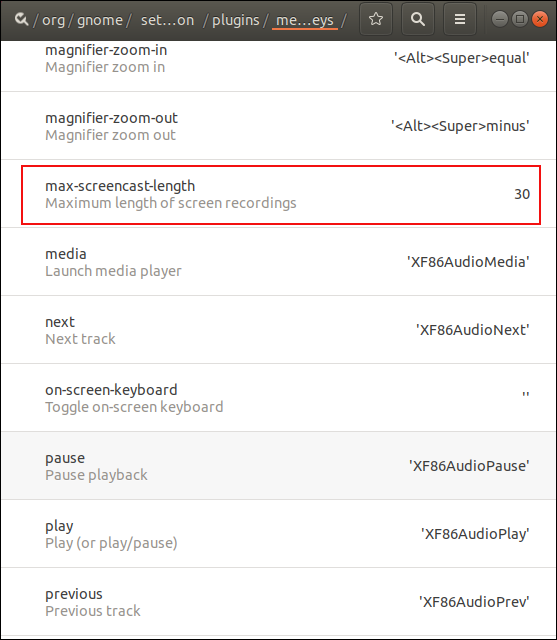 / org / gnome / set…on / plugins / me…eys /
magnifier-zoom-in
Magnifier zoom in
'<Alt><Super>equal'
magnifier-zoom-out
Magnifier zoom out
'<Alt><Super>minus'
max-screencast-length
Maximum length of screen recordings
30
media
Launch media player
'XF86AudioMedia'
next
Next track
'XF86AudioNext'
on-screen-keyboard
Toggle on-screen keyboard
''
pause
Pause playback
'XF86AudioPause'
play
Play (or play/pause)
'XF86AudioPlay'
previous
Previous track
'XF86AudioPrev'